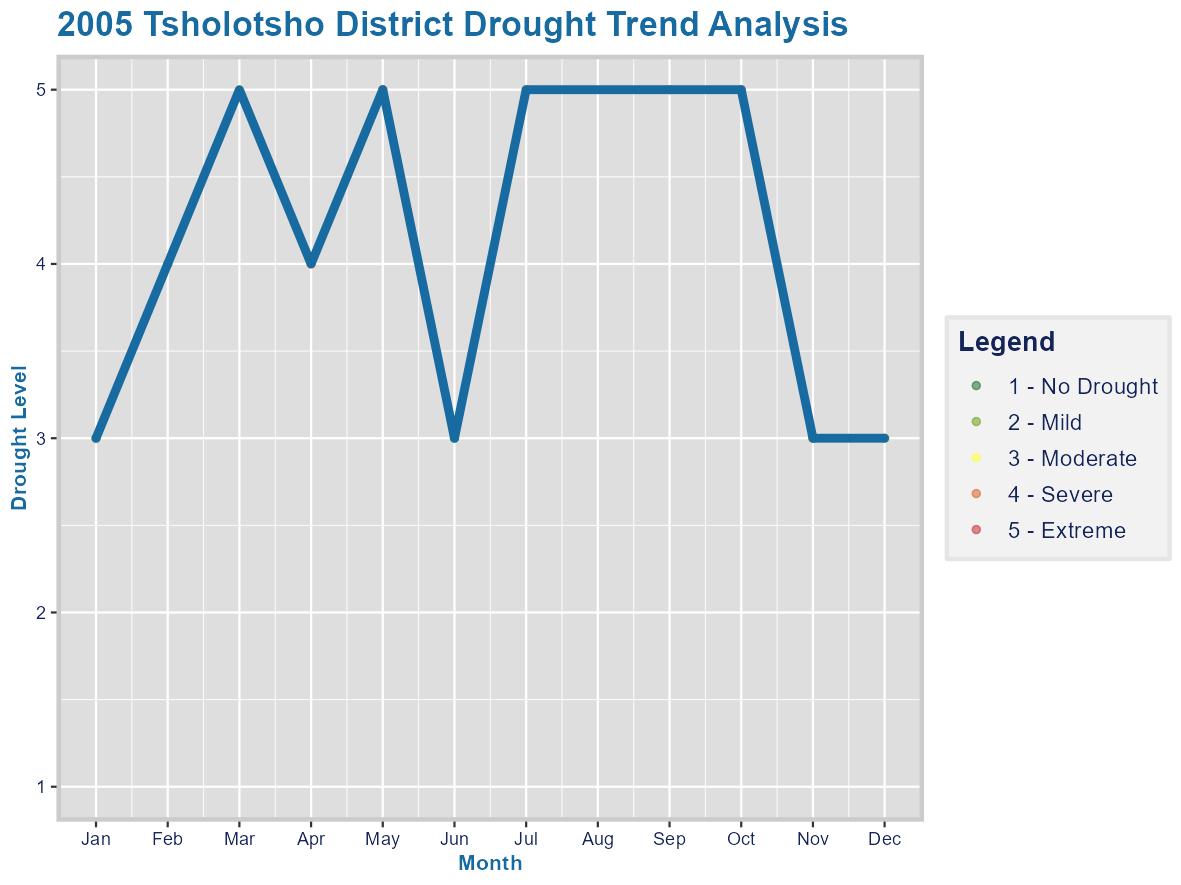 2005 Tsholotsho District Drought Trend Analysis
Drought Level
5
4
3
2
1
Jan Feb Mar Apr May Jun Jul Aug Sep Oct Nov Dec
Month
Legend
1 - No Drought
2 - Mild
3 - Moderate
4 - Severe
5 - Extreme